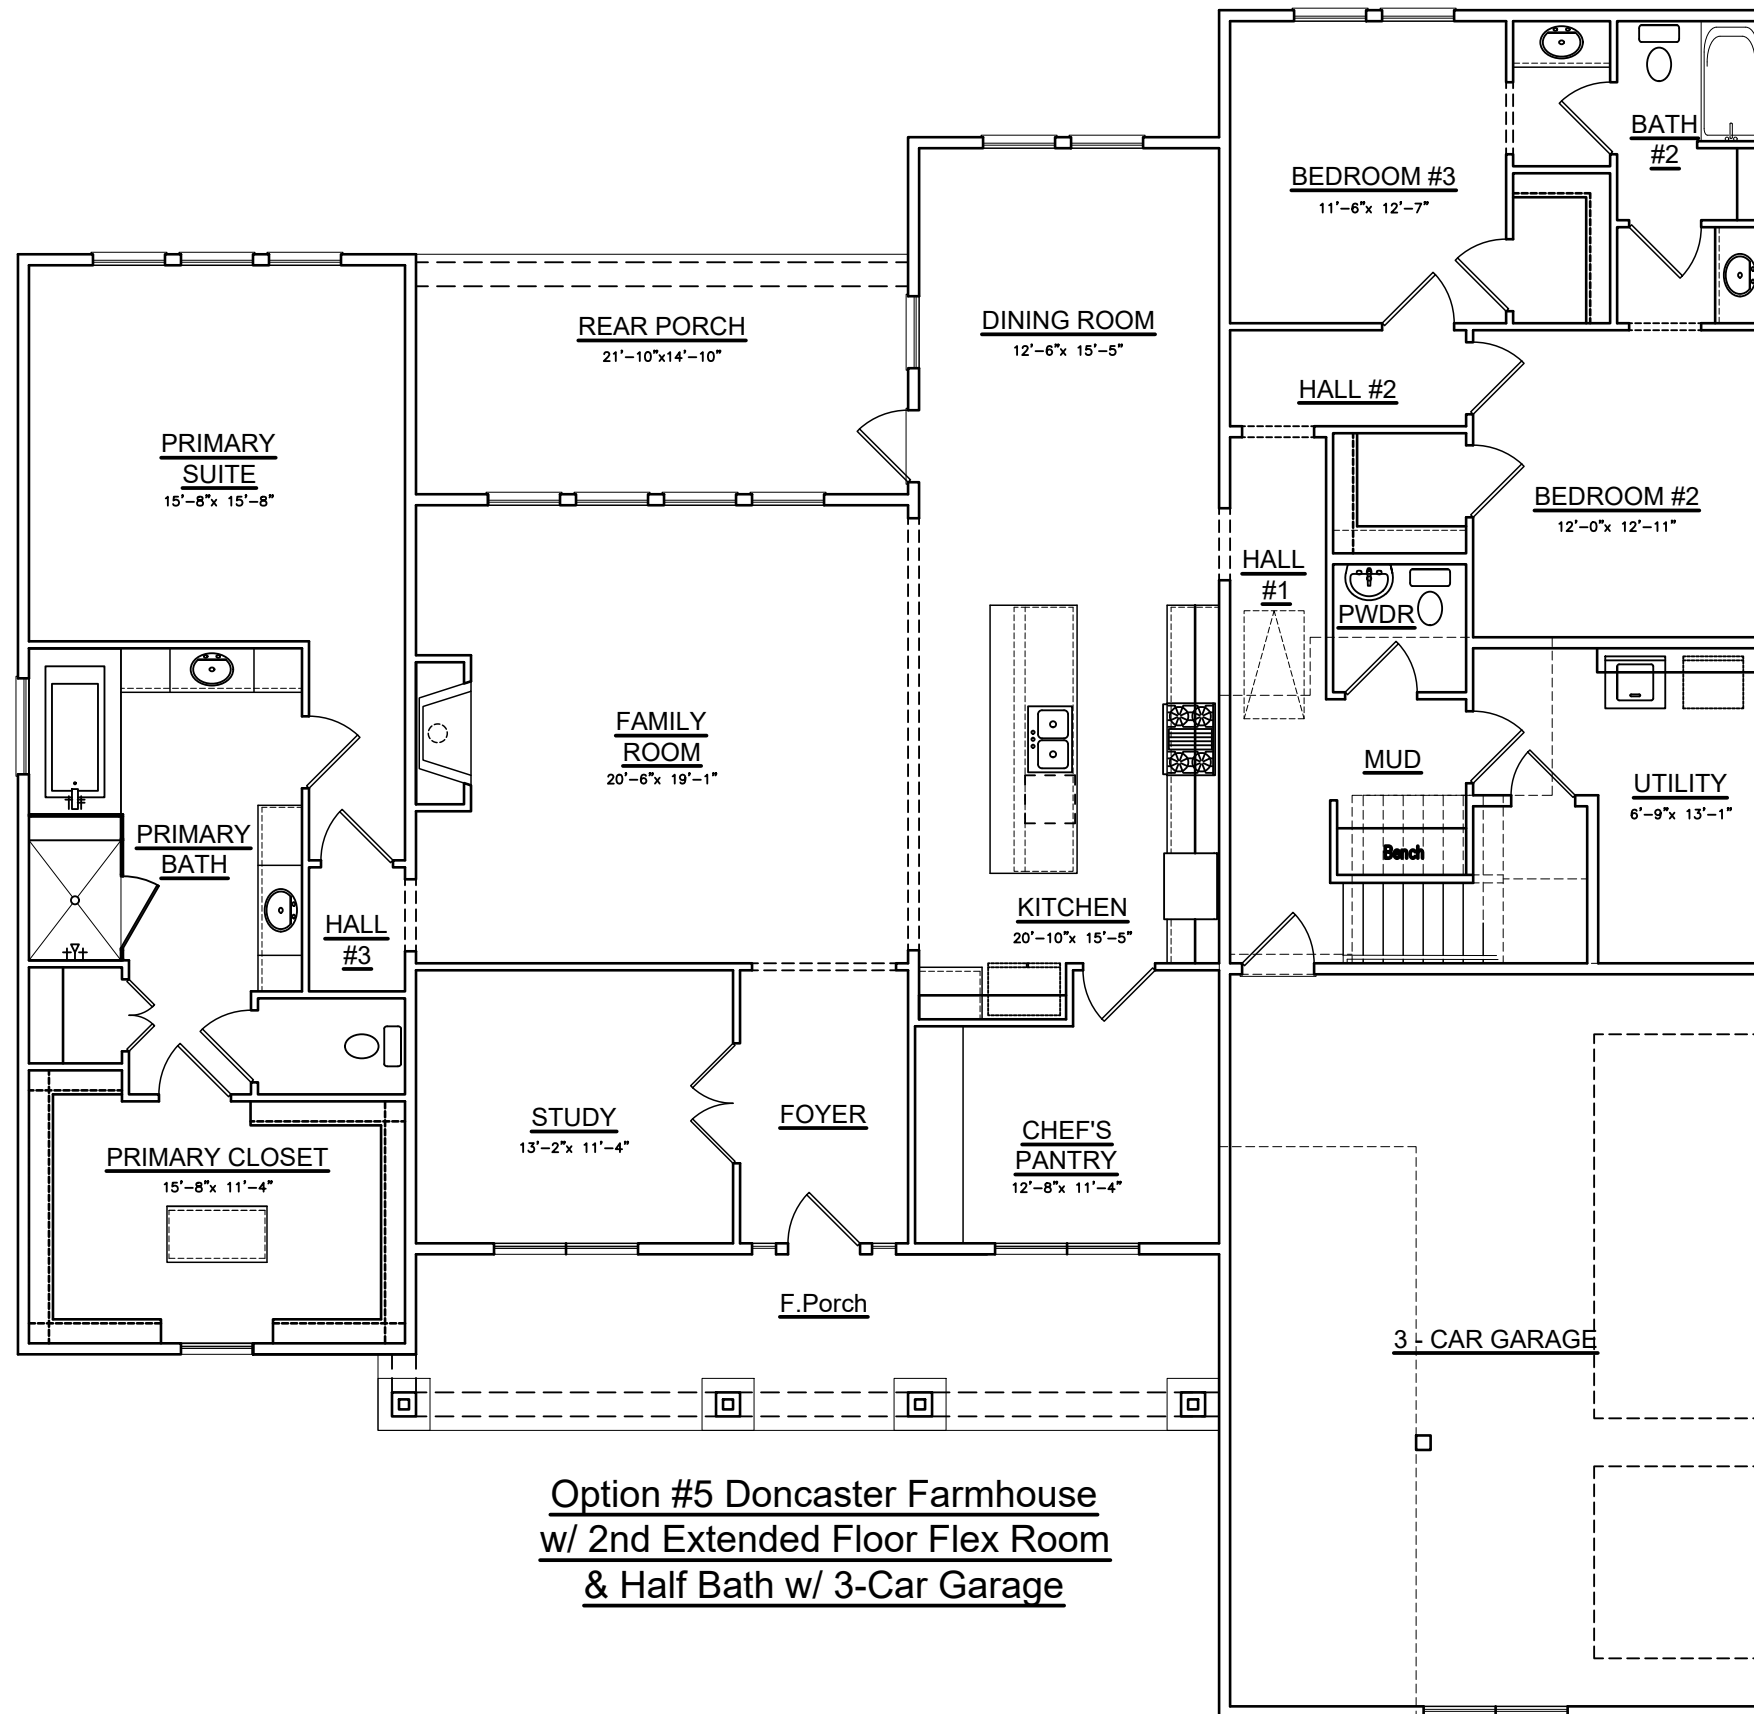 BATH
#2
BEDROOM #3
11'-6"x 12'-7"
REAR PORCH
21'-10"x14'-10"
DINING ROOM
12'-6"x 15'-5"
HALL #2
PRIMARY
SUITE
15'-8"x 15'-8"
BEDROOM #2
12'-0"x 12'-11"
HALL
#1
PWDR
FAMILY
ROOM
20'-6"x 19'-1"
MUD
UTILITY
6'-9"x 13'-1"
PRIMARY
BATH
Bench
HALL
#3
KITCHEN
20'-10"x 15'-5"
STUDY
13'-2"x 11'-4"
FOYER
CHEF'S
PANTRY
12'-8"x 11'-4"
PRIMARY CLOSET
15'-8"x 11'-4"
F.Porch
3 - CAR GARAGE
Option #5 Doncaster Farmhouse
w/ 2nd Extended Floor Flex Room
& Half Bath w/ 3-Car Garage